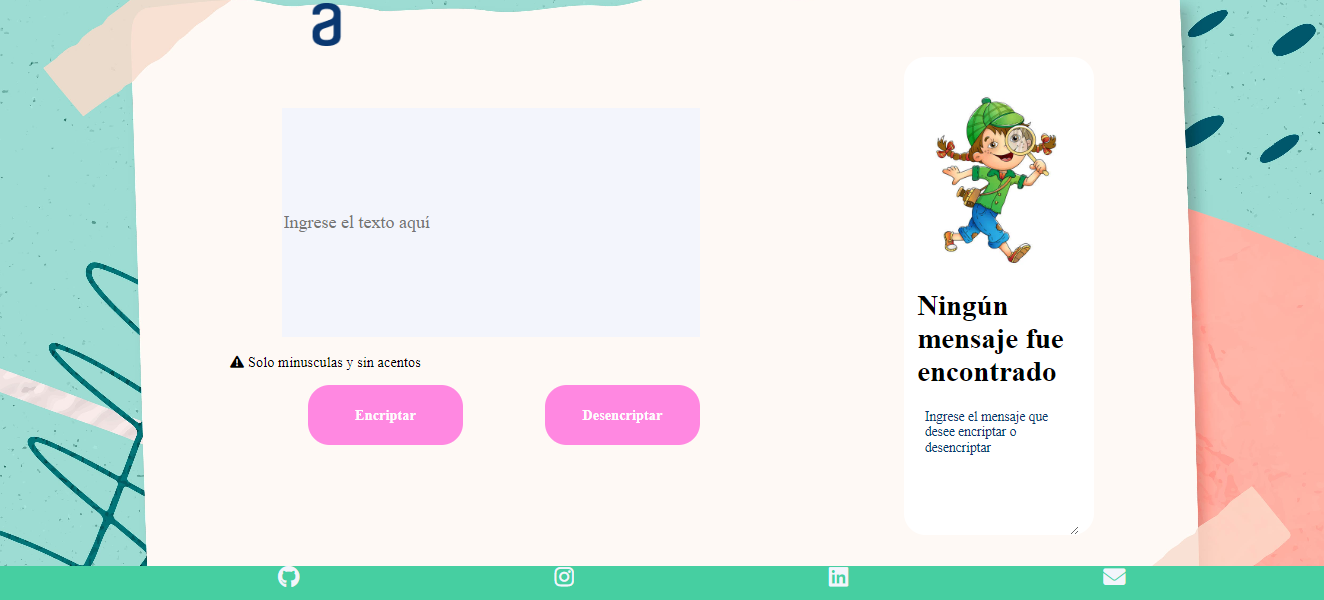 a
Ingrese el texto aquí
Solo minusculas y sin acentos
Encriptar
Desencriptar
Ningún
mensaje fue
encontrado
Ingrese el mensaje que
desee encriptar o
desencriptar
in